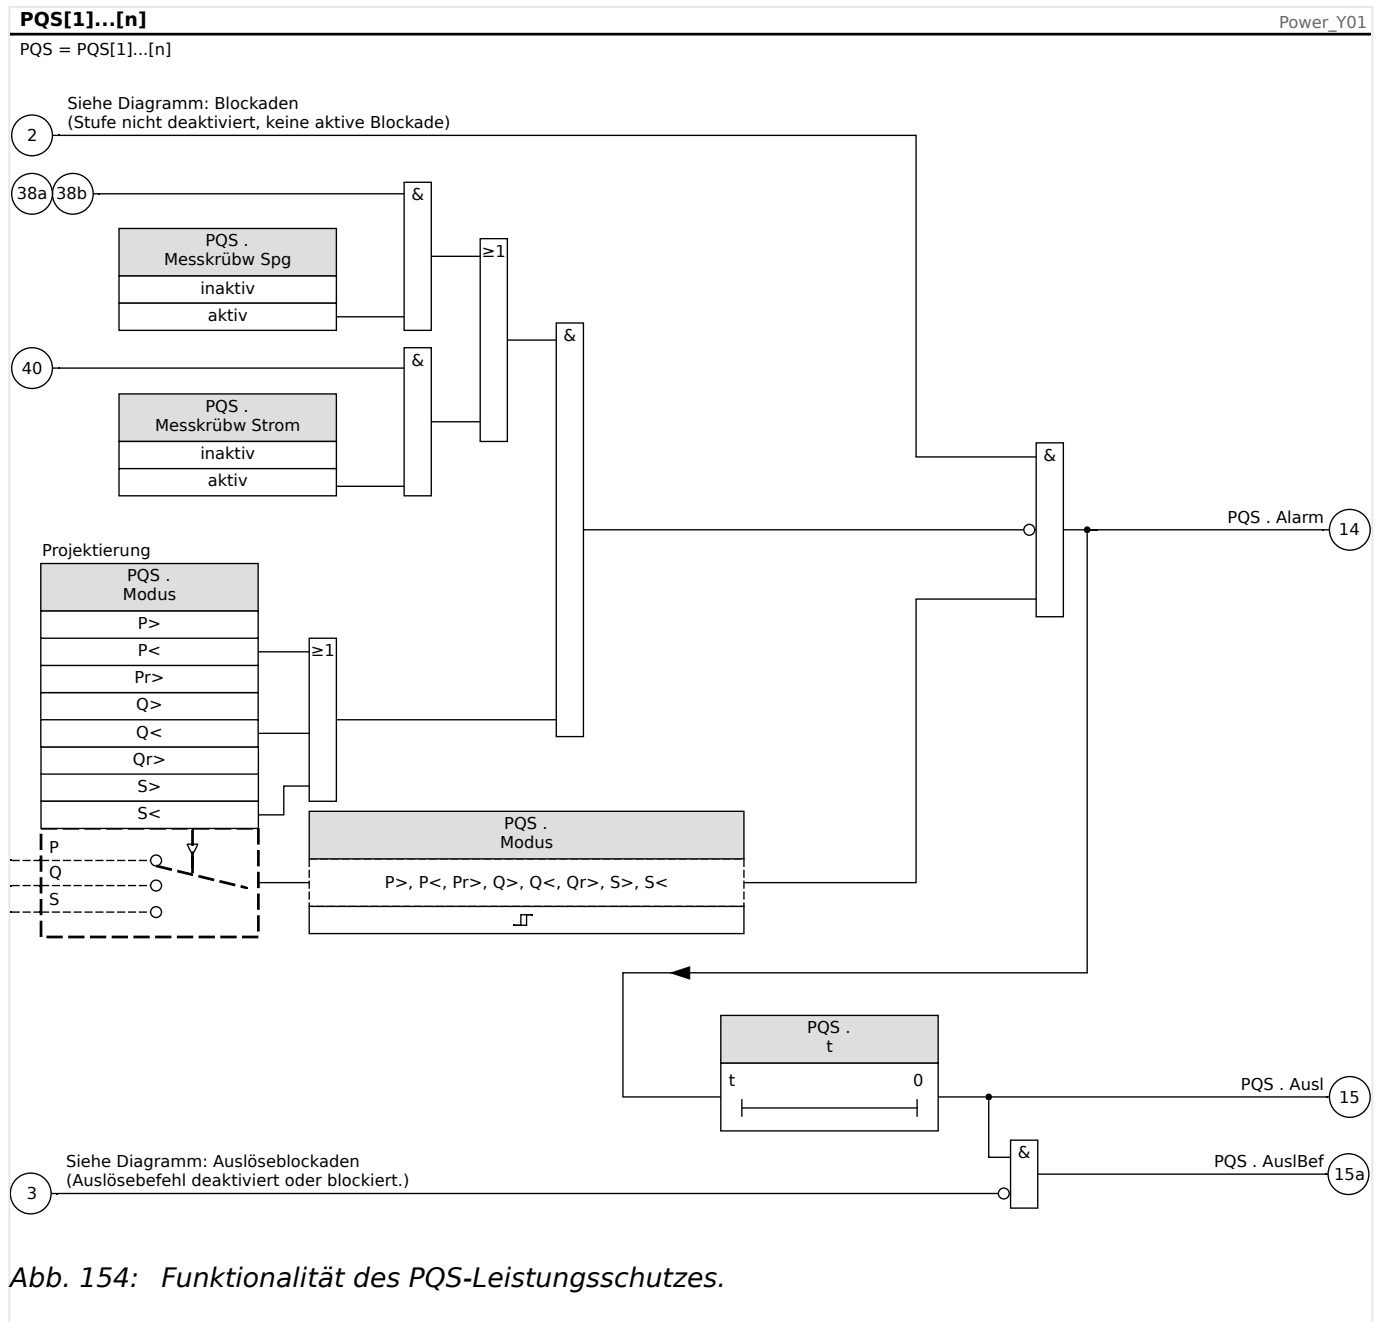 PQS[1]...[n]
Power_Y01
PQS = PQS[1]...[n]
Siehe Diagramm: Blockaden
(Stufe nicht deaktiviert, keine aktive Blockade)
2
38a 38b
&
PQS .
Messkrübw Spg
inaktiv
aktiv
≥1
&
40
&
PQS .
Messkrübw Strom
inaktiv
aktiv
&
PQS . Alarm
14
Projektierung
PQS .
Modus
P>
P<
≥1
Pr>
Q>
Q<
Qr>
S>
S<
P
Q
S
PQS .
Modus
P>, P<, Pr>, Q>, Q<, Qr>, S>, S<
PQS .
t
t 0
PQS . Ausl
15
&
PQS . AuslBef
15a
Siehe Diagramm: Auslöseblockaden
(Auslösebefehl deaktiviert oder blockiert.)
3
Abb. 154: Funktionalität des PQS-Leistungsschutzes.